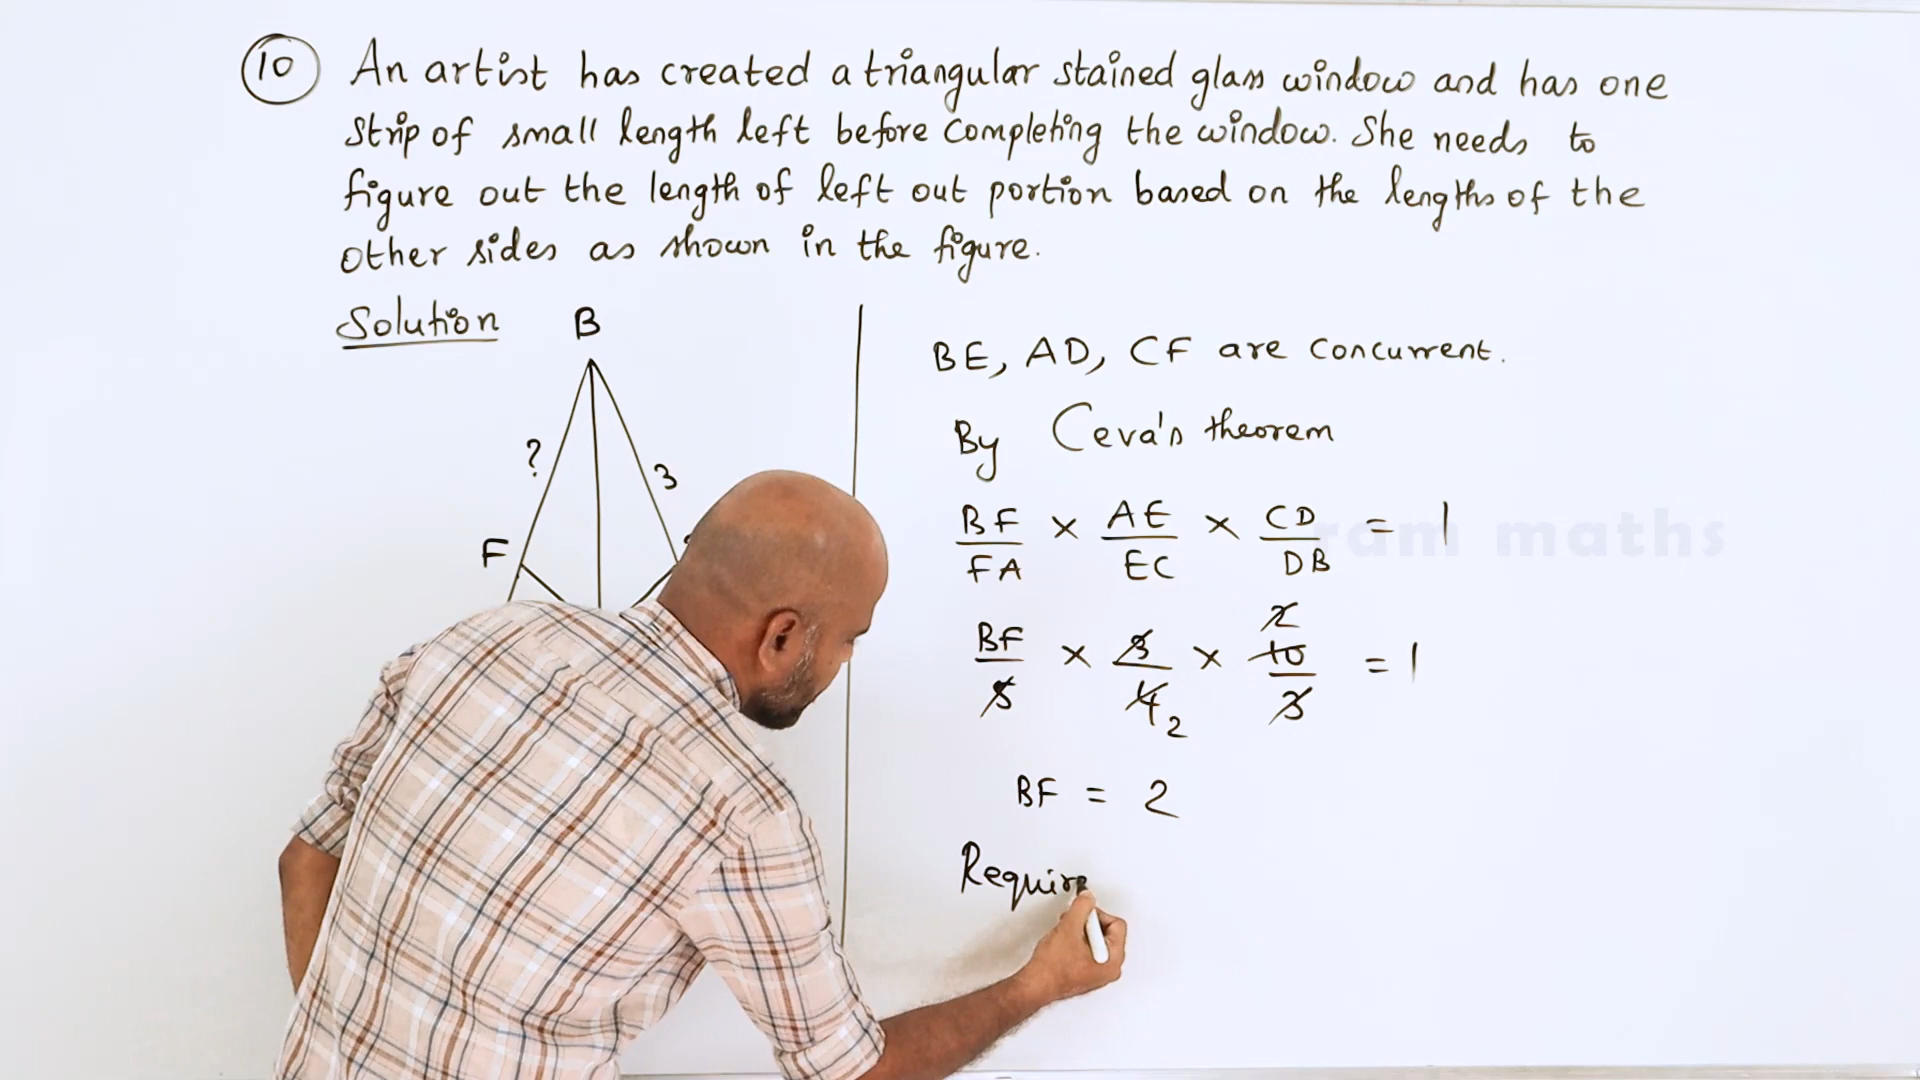 10 An artist has created a triangular stained glass window and has one
strip of small length left before completing the window. She needs to
figure out the length of left out portion based on the lengths of the
other sides as shown in the figure.
Solution
B
?
3
F
BE, AD, CF are concurrent.
By Ceva's theorem
BF/FA × AE/EC × CD/DB = 1
BF/5 × 3/4 × 10/3 = 1
2
2
BF = 2
Require
ram maths